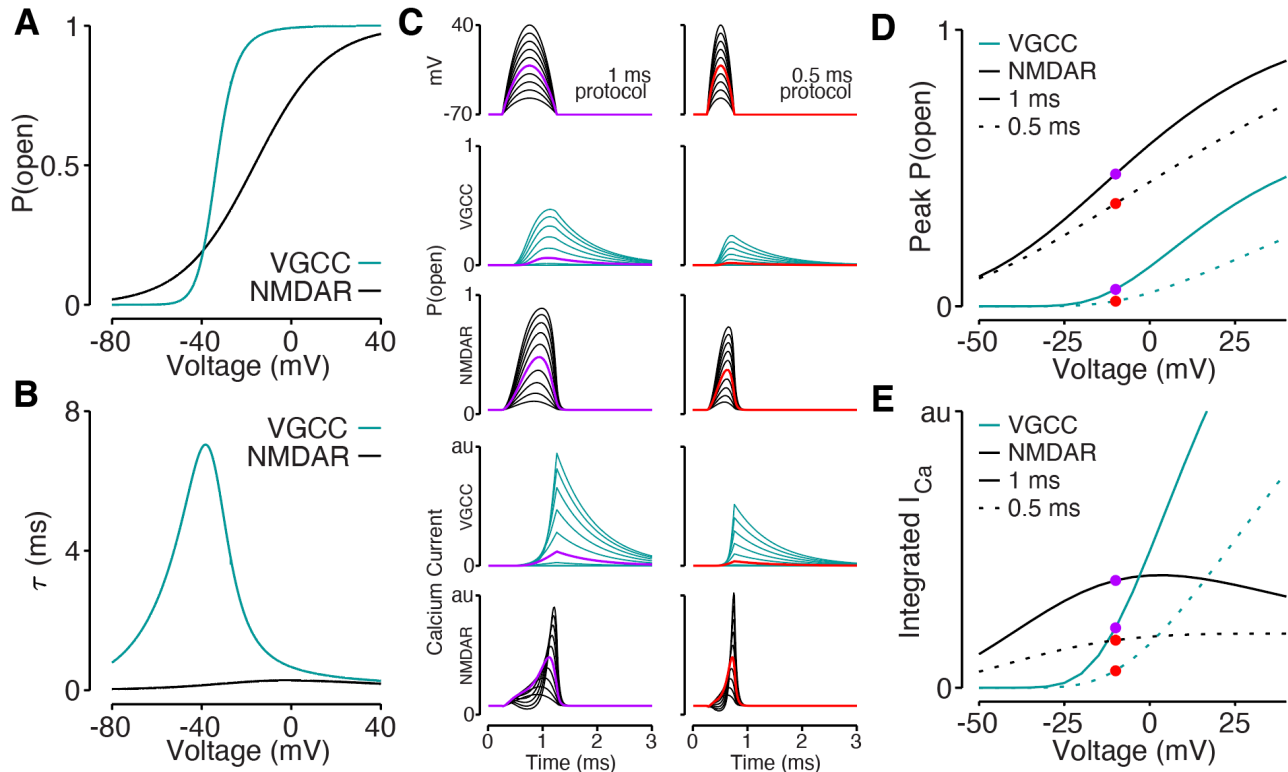 A
1
P(open)
0.5
0
VGCC
NMDAR
-80
-40
0
40
Voltage (mV)
B
8
τ (ms)
4
0
VGCC
NMDAR
-80
-40
0
40
Voltage (mV)
C
40
mV
-70
1 ms
protocol
0.5 ms
protocol
1
VGCC
0
P(open)
1
NMDAR
0
au
VGCC
0
Calcium Current
au
NMDAR
0
0
1
2
3
Time (ms)
0
1
2
3
Time (ms)
D
1
Peak P(open)
0
VGCC
NMDAR
1 ms
0.5 ms
-50
-25
0
25
Voltage (mV)
E
au
Integrated I_Ca
0
VGCC
NMDAR
1 ms
0.5 ms
-50
-25
0
25
Voltage (mV)